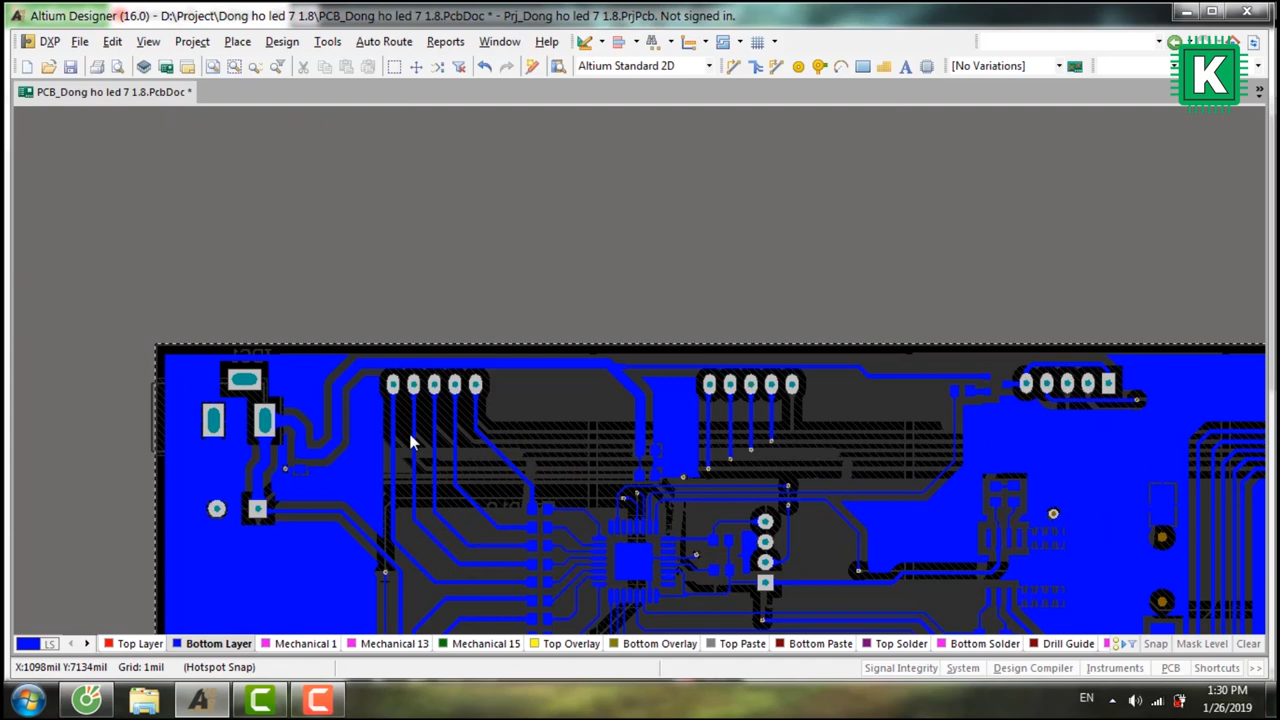 Altium Designer (16.0) - D:\Project\Dong ho led 7 1.8\PCB_Dong ho led 7 1.8.PcbDoc * - Prj_Dong ho led 7 1.8.PrjPcb. Not signed in.
DXP File Edit View Project Place Design Tools Auto Route Reports Window Help
Altium Standard 2D [No Variations]
K
PCB_Dong ho led 7 1.8.PcbDoc *
LS Top Layer Bottom Layer Mechanical 1 Mechanical 13 Mechanical 15 Top Overlay Bottom Overlay Top Paste Bottom Paste Top Solder Bottom Solder Drill Guide Snap Mask Level Clear
X:1098mil Y:7134mil Grid: 1mil (Hotspot Snap) Signal Integrity System Design Compiler Instruments PCB Shortcuts >>
EN 1:30 PM
1/26/2019